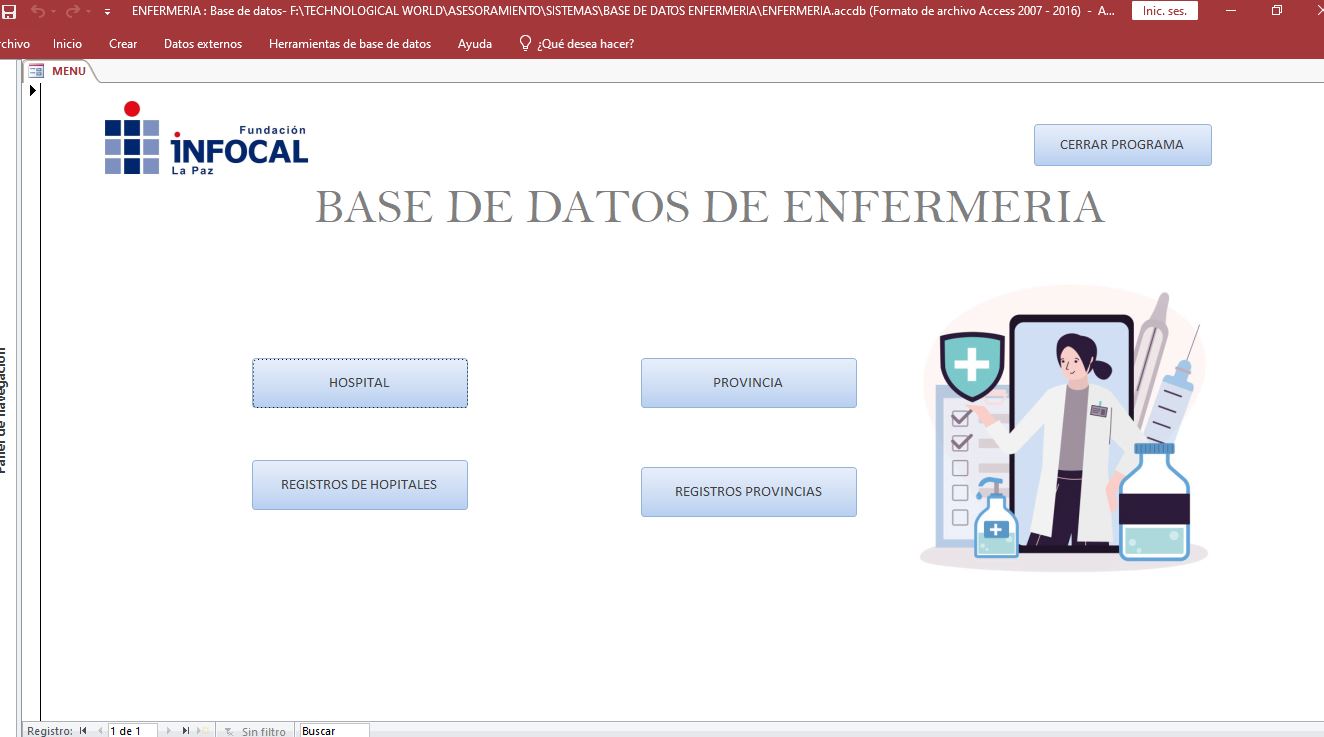 ENFERMERIA : Base de datos- F:\TECHNOLOGICAL WORLD\ASESORAMIENTO\SISTEMAS\BASE DE DATOS ENFERMERIA\ENFERMERIA.accdb (Formato de archivo Access 2007 - 2016) - A...
Inic. ses.
rchivo Inicio Crear Datos externos Herramientas de base de datos Ayuda ¿Qué desea hacer?
MENU
Fundación
INFOCAL
La Paz
CERRAR PROGRAMA
BASE DE DATOS DE ENFERMERIA
HOSPITAL
PROVINCIA
REGISTROS DE HOPITALES
REGISTROS PROVINCIAS
Panel de navegación
Registro: 1 de 1 Sin filtro Buscar